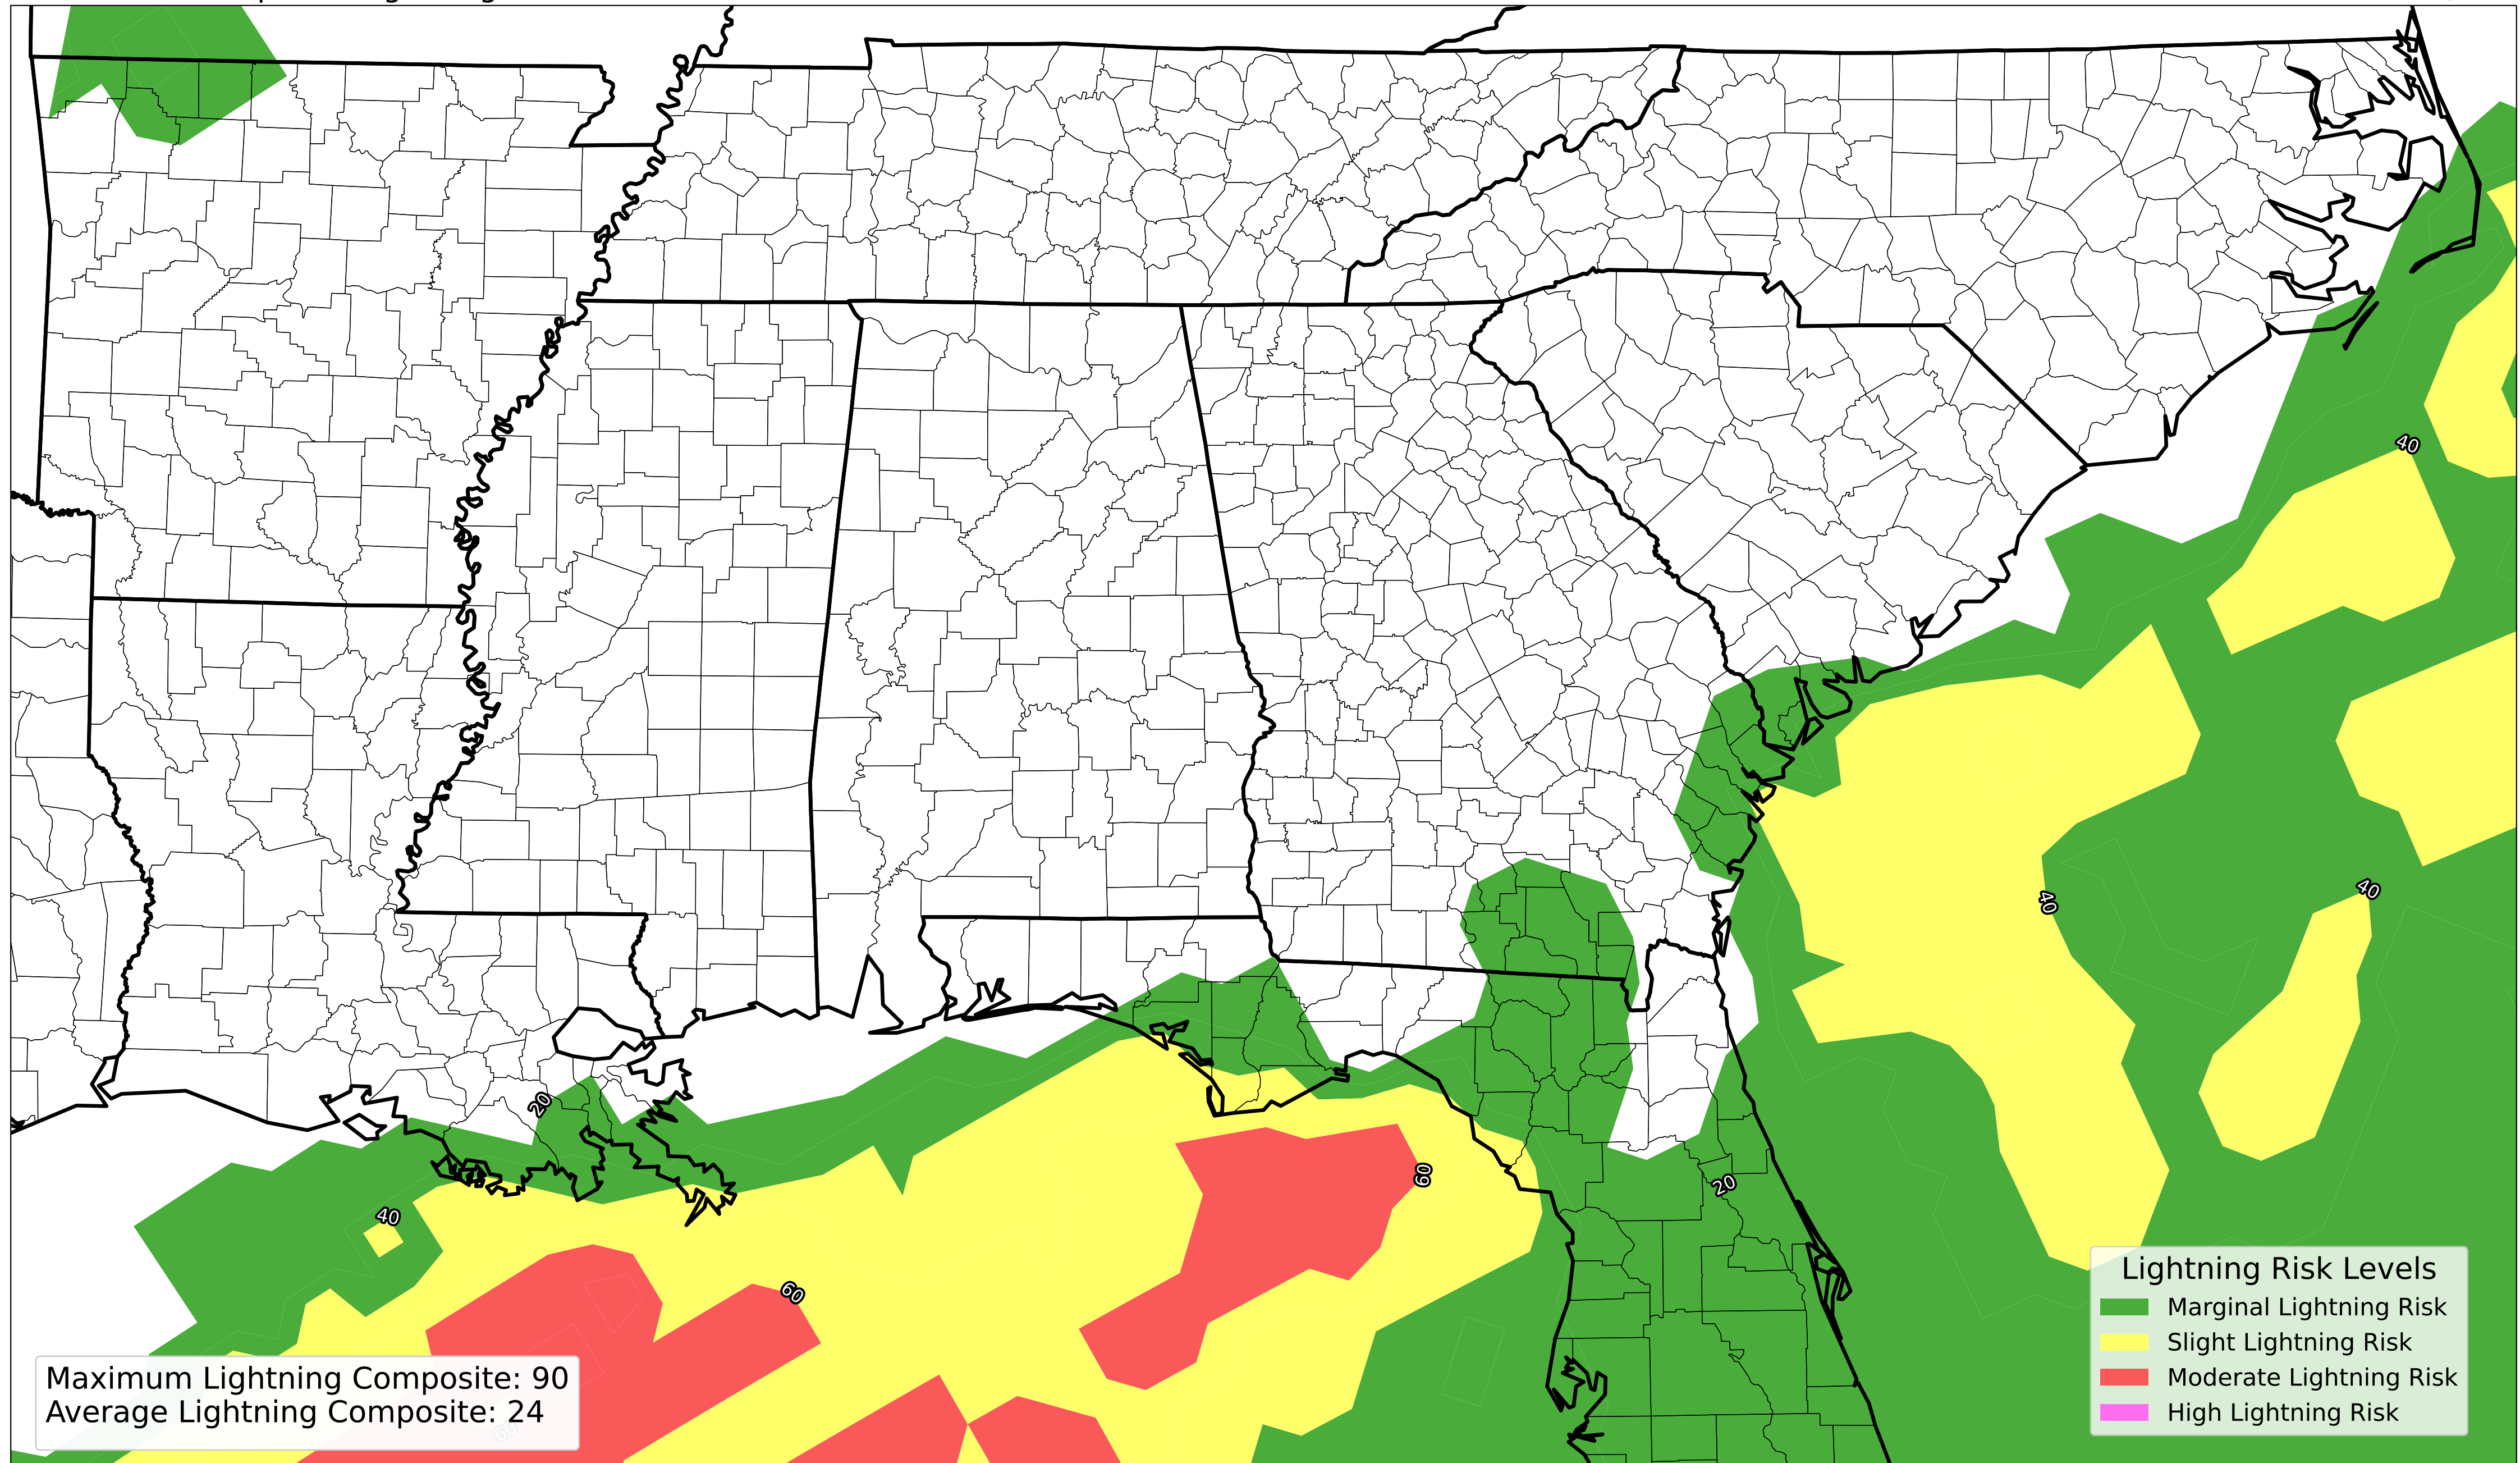 40
40
40
20
20
60
40
60
Lightning Risk Levels
Marginal Lightning Risk
Slight Lightning Risk
Moderate Lightning Risk
High Lightning Risk
Maximum Lightning Composite: 90
Average Lightning Composite: 24
60